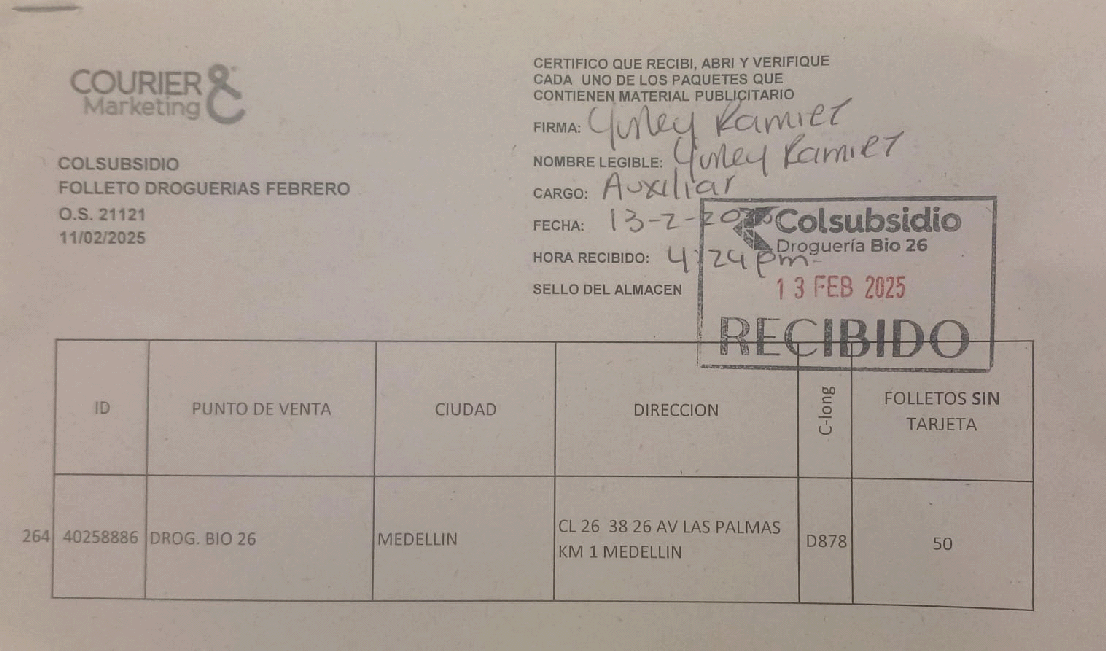 COURIER &
Marketing
COLSUBSIDIO
FOLLETO DROGUERIAS FEBRERO
O.S. 21121
11/02/2025
CERTIFICO QUE RECIBI, ABRI Y VERIFIQUE
CADA UNO DE LOS PAQUETES QUE
CONTIENEN MATERIAL PUBLICITARIO
FIRMA: Yurley Ramirez
NOMBRE LEGIBLE: Yurley Ramirez
CARGO: Auxiliar
FECHA: 13-2-20
HORA RECIBIDO: 4:24 pm
SELLO DEL ALMACEN
Colsubsidio
Droguería Bio 26
13 FEB 2025
RECIBIDO
ID PUNTO DE VENTA CIUDAD DIRECCION C-long FOLLETOS SIN TARJETA
264 40258886 DROG. BIO 26 MEDELLIN CL 26 38 26 AV LAS PALMAS KM 1 MEDELLIN D878 50